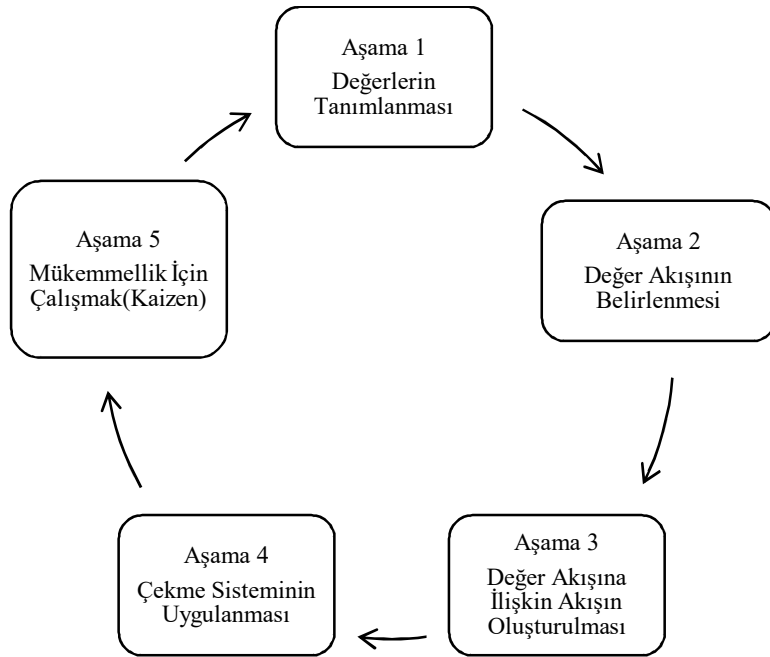 Aşama 1
Değerlerin
Tanımlanması
Aşama 2
Değer Akışının
Belirlenmesi
Aşama 3
Değer Akışına
İlişkin Akışın
Oluşturulması
Aşama 4
Çekme Sisteminin
Uygulanması
Aşama 5
Mükemmellik İçin
Çalışmak(Kaizen)